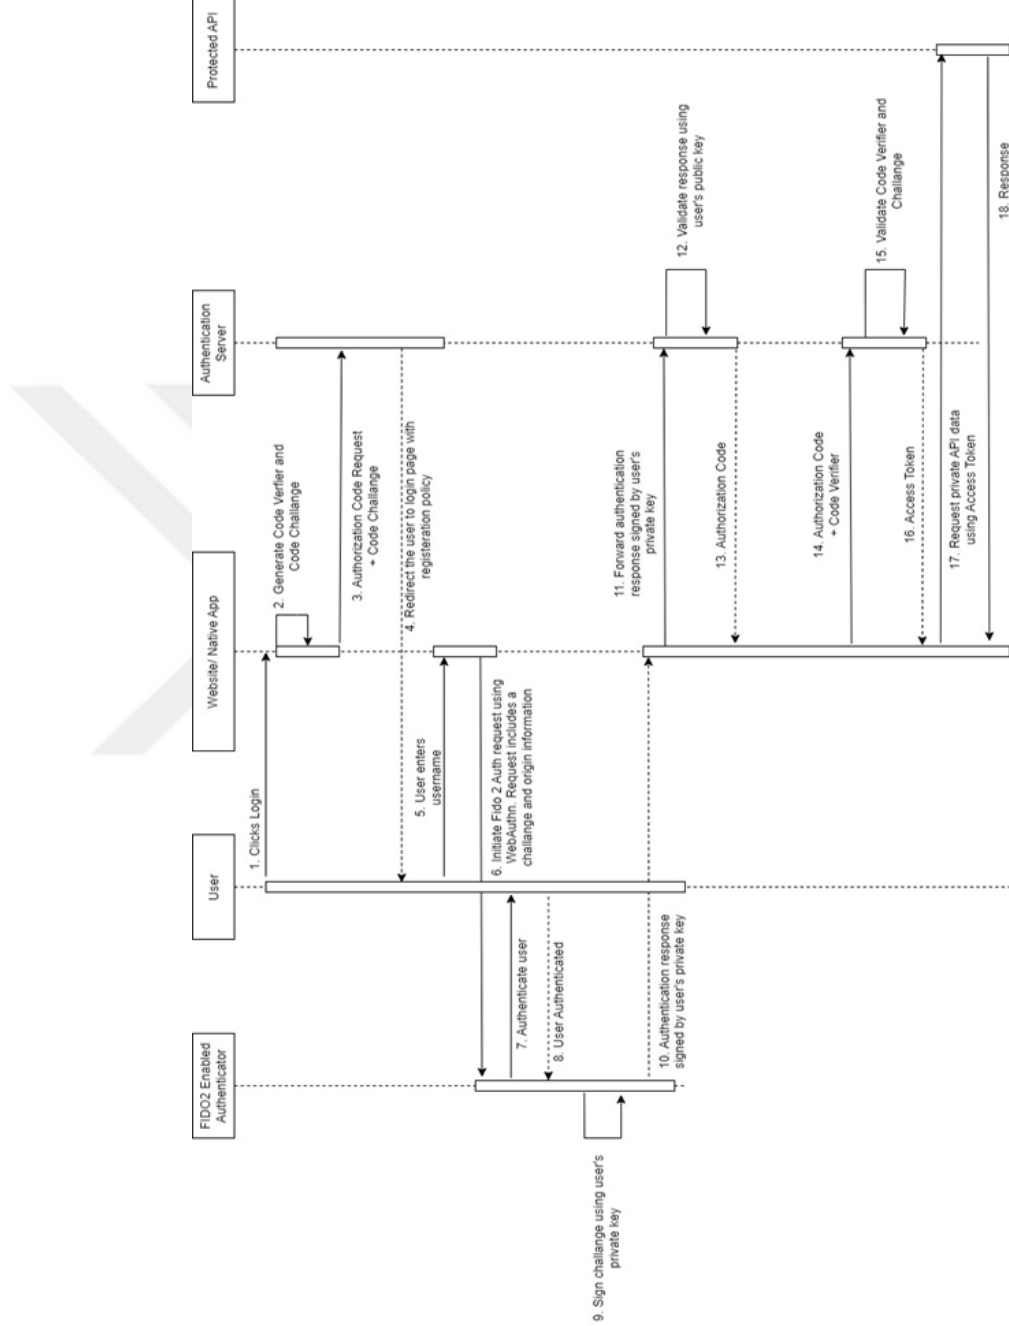 FIDO2 Enabled
Authenticator
User
Website/ Native App
Authentication
Server
Protected API
1. Clicks Login
2. Generate Code Verfier and
Code Challange
3. Authorization Code Request
+ Code Challange
4. Redirect the user to login page with
registeration policy
5. User enters
username
6. Initiate Fido 2 Auth request using
WebAuthn. Request includes a
challange and origin information
7. Authenticate user
8. User Authenticated
9. Sign challange using user's
private key
10. Authentication response
signed by user's private key
11. Forward authentication
response signed by user's
private key
12. Validate response using
user's public key
13. Authorization Code
14. Authorization Code
+ Code Verifier
15. Validate Code Verifier and
Challange
16. Access Token
17. Request private API data
using Access Token
18. Response